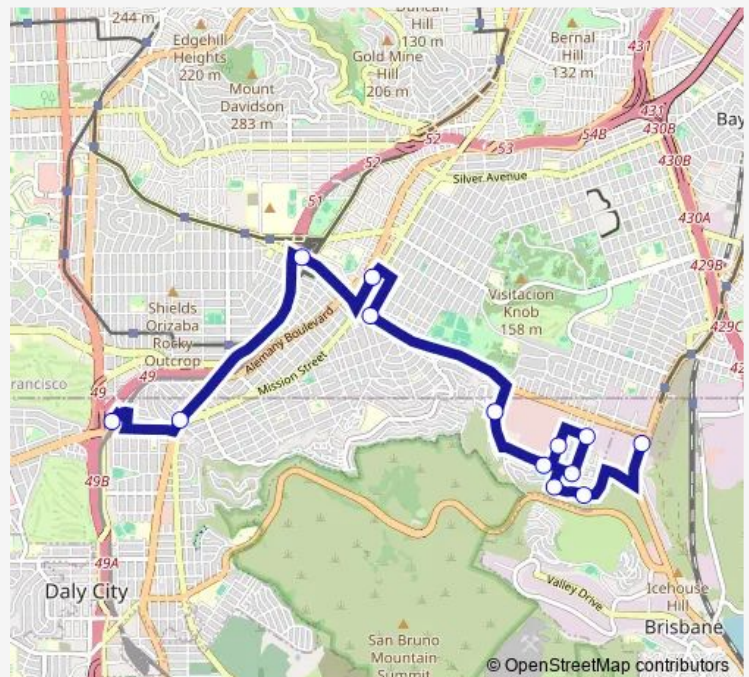 244 m
Edgehill
Heights
220 m
Mount
Davidson
283 m
Duncan
Hill
130 m
Gold Mine
Hill
206 m
Bernal
Hill
132 m
431
431
430B
430B
Bay
52
52
53
54B
51
Silver Avenue
430A
429B
429C
42
Visitacion
Knob
158 m
Shields
Orizaba
Rocky
Outcrop
Alemany Boulevard
Mission Street
rancisco
49
49
49B
49A
Daly City
Valley Drive
Icehouse
Hill
Brisbane
San Bruno
Mountain
Summit
© OpenStreetMap contributors